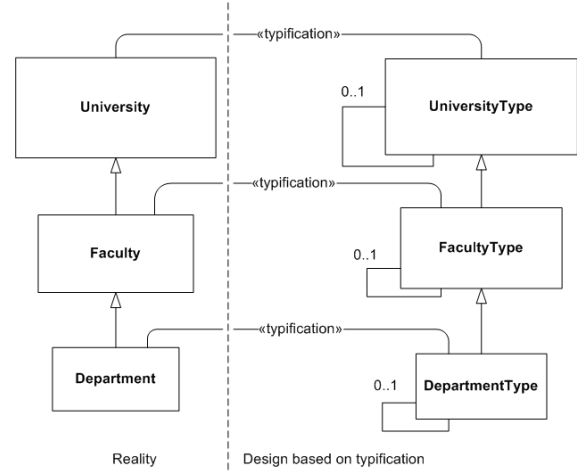 «typification»
University
0..1
UniversityType
«typification»
Faculty
FacultyType
0..1
«typification»
Department
0..1
DepartmentType
Reality
Design based on typification